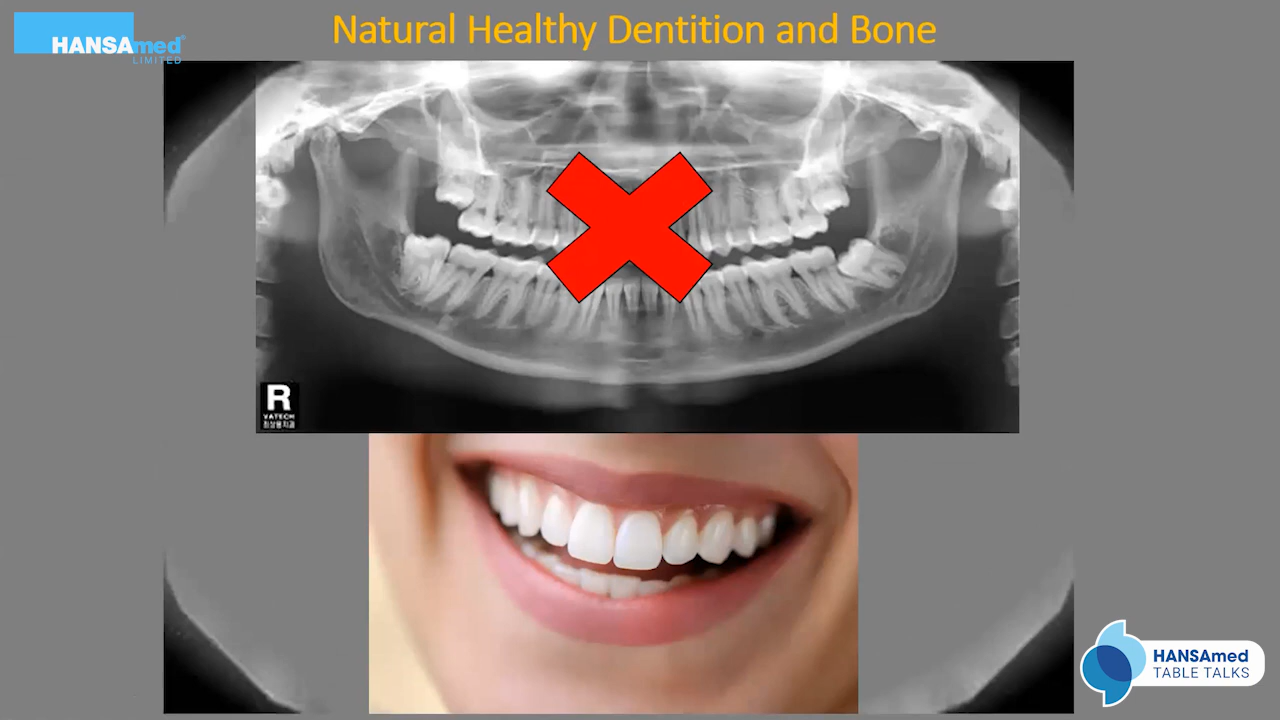 Natural Healthy Dentition and Bone
HANSAmed®
LIMITED
R
VATECH
HANSAmed
TABLE TALKS